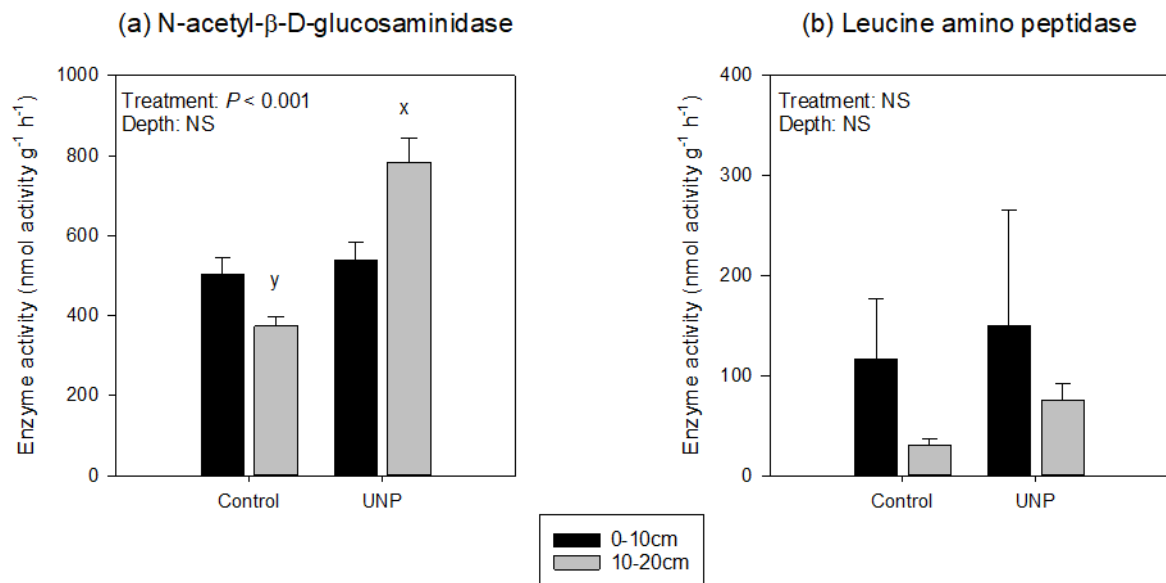 (a) N-acetyl-β-D-glucosaminidase
Enzyme activity (nmol activity g⁻¹ h⁻¹)
1000
800
600
400
200
0
Treatment: P < 0.001
Depth: NS
y
x
Control
UNP
(b) Leucine amino peptidase
Enzyme activity (nmol activity g⁻¹ h⁻¹)
400
300
200
100
0
Treatment: NS
Depth: NS
Control
UNP
0-10cm
10-20cm